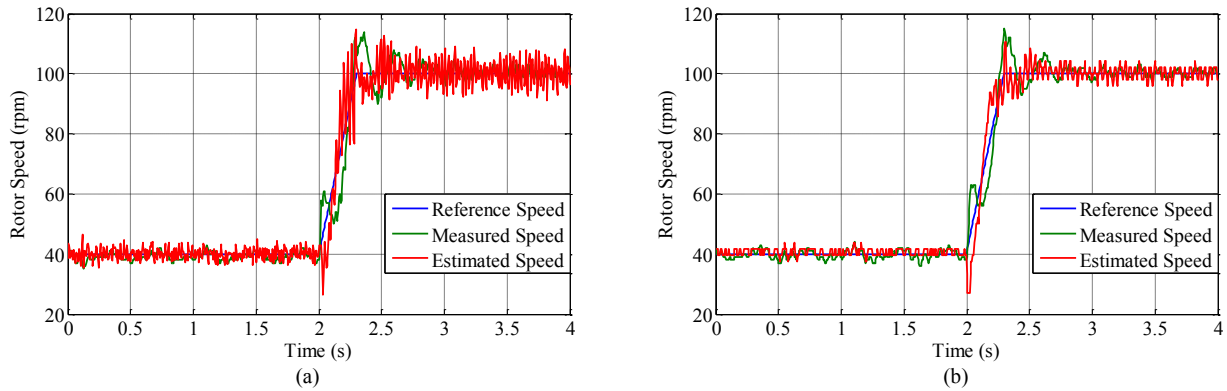 120
100
80
60
40
20
Rotor Speed (rpm)
Reference Speed
Measured Speed
Estimated Speed
0
0.5
1
1.5
2
2.5
3
3.5
4
Time (s)
(a)
120
100
80
60
40
20
Rotor Speed (rpm)
Reference Speed
Measured Speed
Estimated Speed
0
0.5
1
1.5
2
2.5
3
3.5
4
Time (s)
(b)